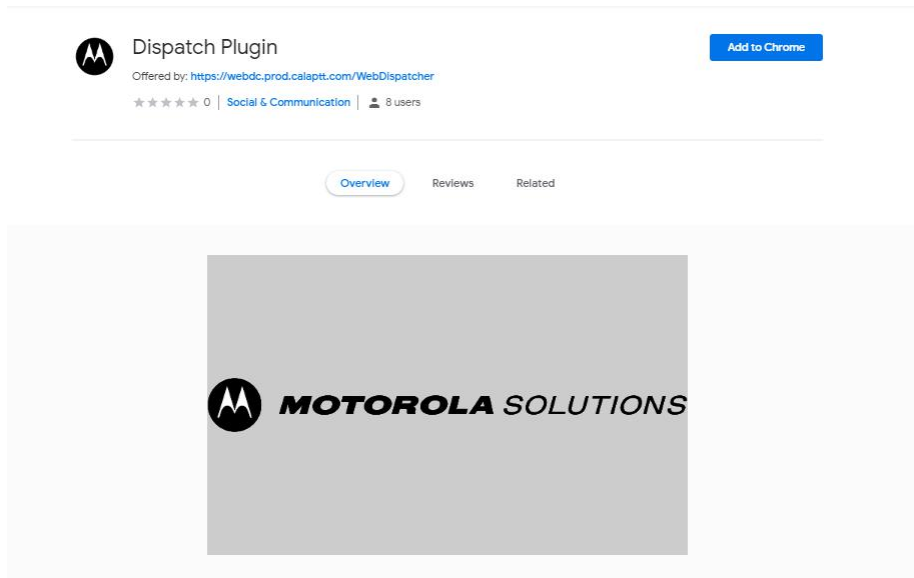 Dispatch Plugin
Add to Chrome
Offered by: https://webdc.prod.calaptt.com/WebDispatcher
0 | Social & Communication | 8 users
Overview Reviews Related
MOTOROLA SOLUTIONS